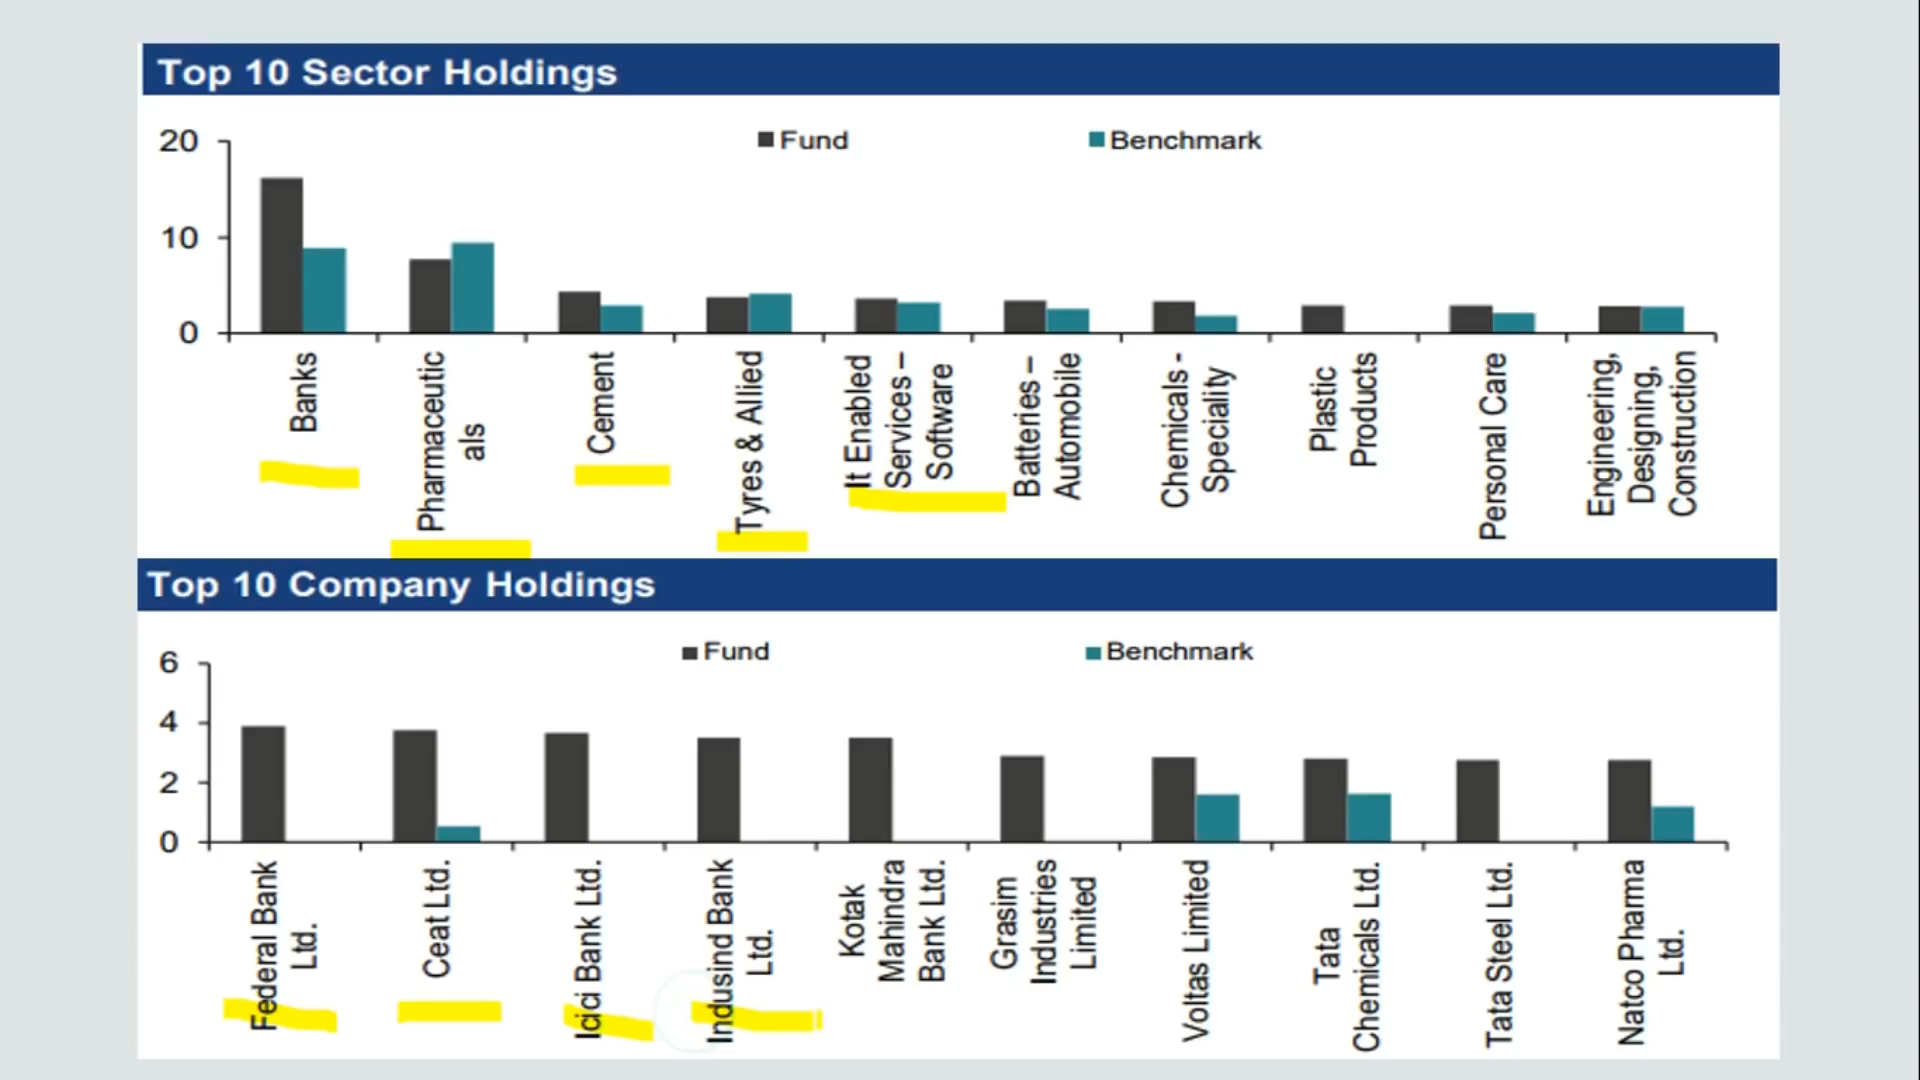 Top 10 Sector Holdings
Fund
Benchmark
20
10
0
Banks
Pharmaceutic
als
Cement
Tyres & Allied
It Enabled
Services –
Software
Batteries –
Automobile
Chemicals -
Speciality
Plastic
Products
Personal Care
Engineering,
Designing,
Construction
Top 10 Company Holdings
Fund
Benchmark
6
4
2
0
Federal Bank
Ltd.
Ceat Ltd.
Icici Bank Ltd.
Indusind Bank
Ltd.
Kotak
Mahindra
Bank Ltd.
Grasim
Industries
Limited
Voltas Limited
Tata
Chemicals Ltd.
Tata Steel Ltd.
Natco Pharma
Ltd.